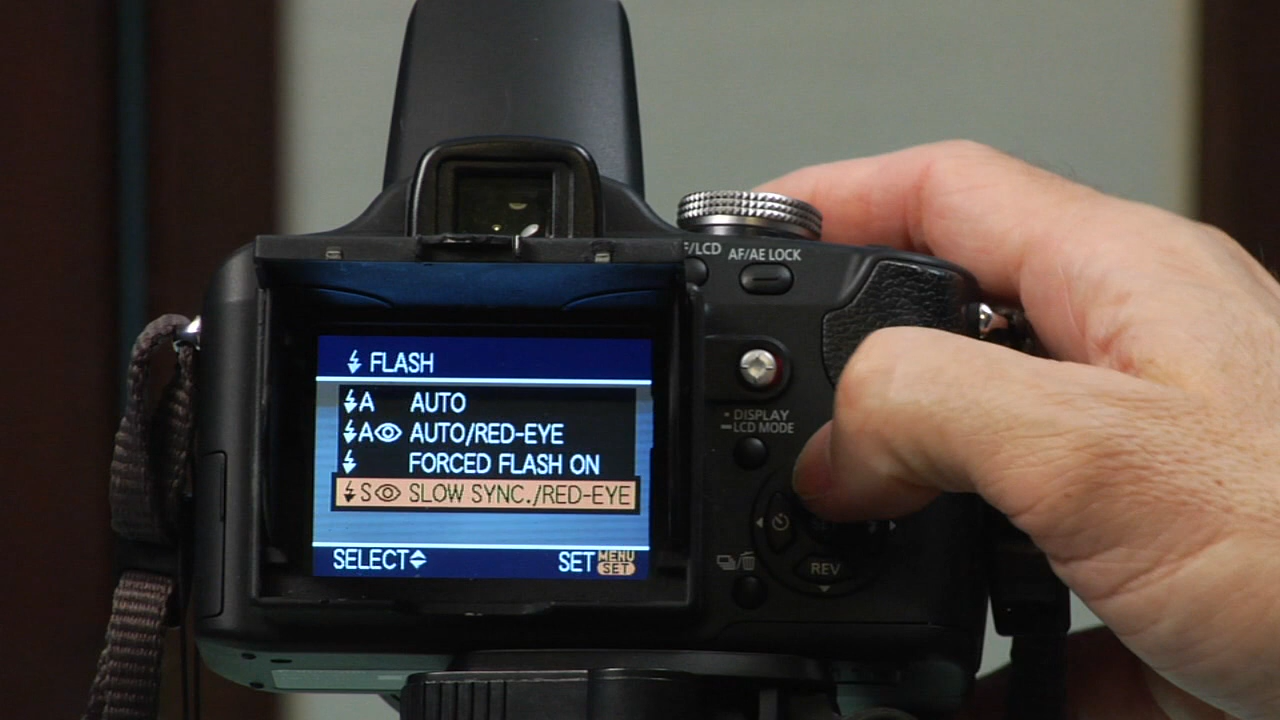 F/LCD
AF/AE LOCK
FLASH
A AUTO
A AUTO/RED-EYE
FORCED FLASH ON
S SLOW SYNC./RED-EYE
SELECT
SET MENU
SET
DISPLAY
LCD MODE
REV